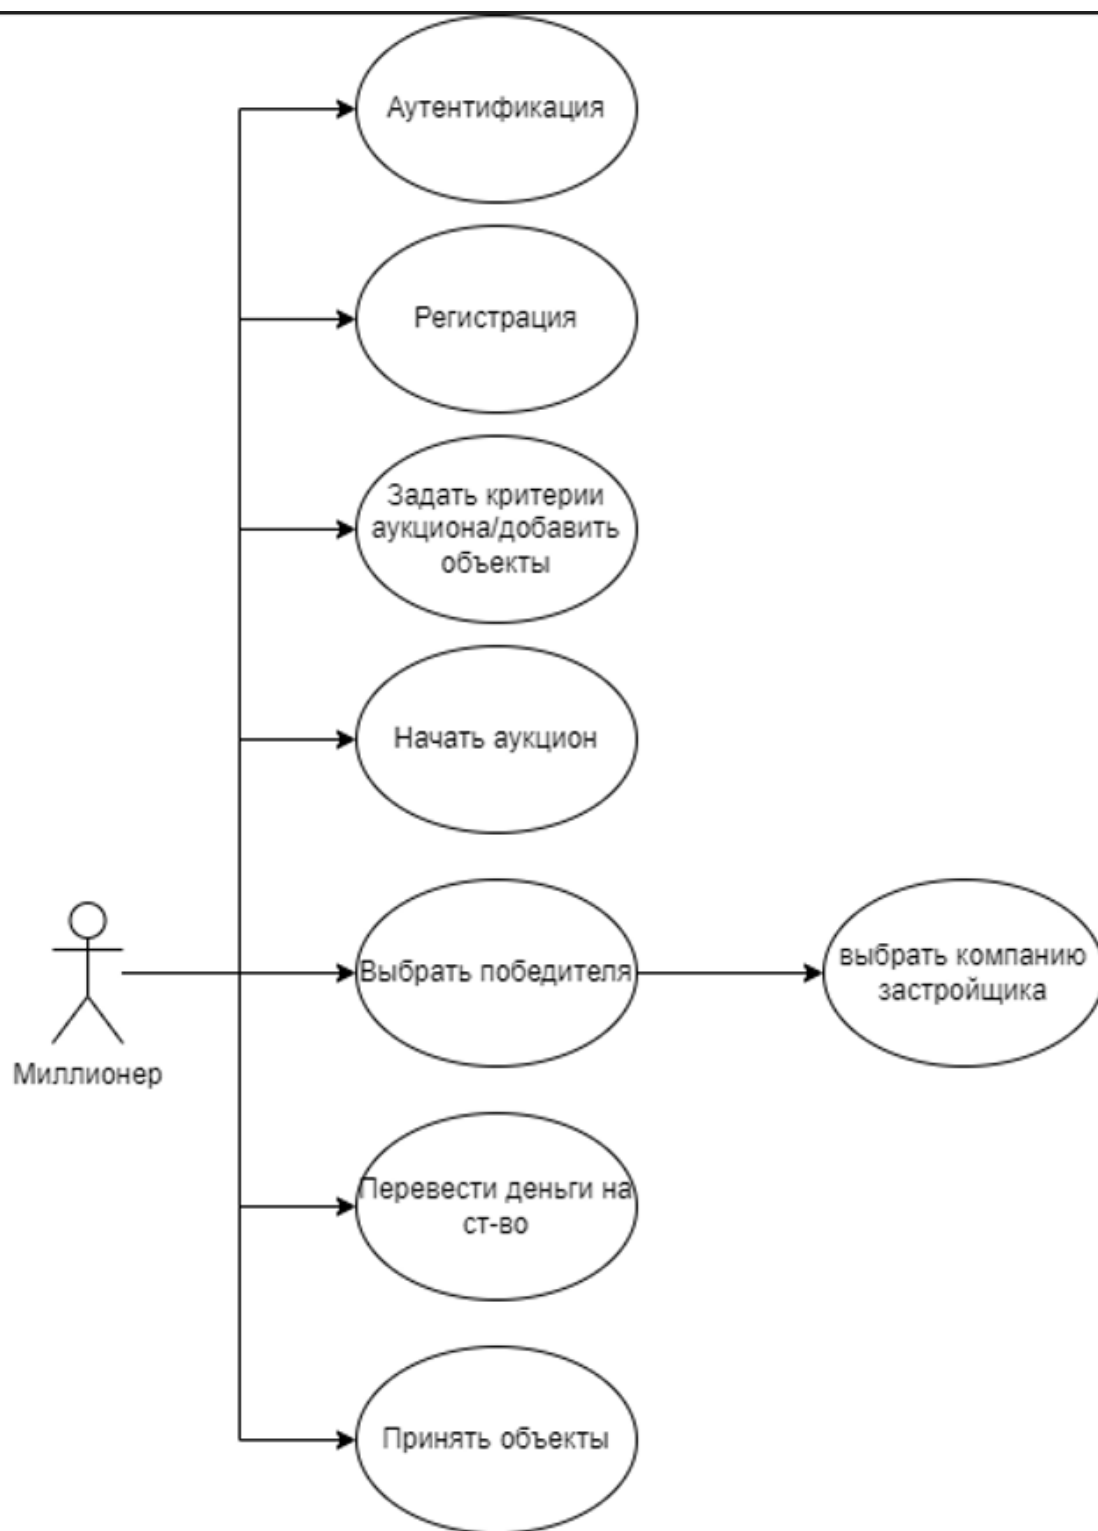 Аутентификация
Регистрация
Задать критерии
аукциона/добавить
объекты
Начать аукцион
Выбрать победителя
выбрать компанию
застройщика
Миллионер
Перевести деньги на
ст-во
Принять объекты